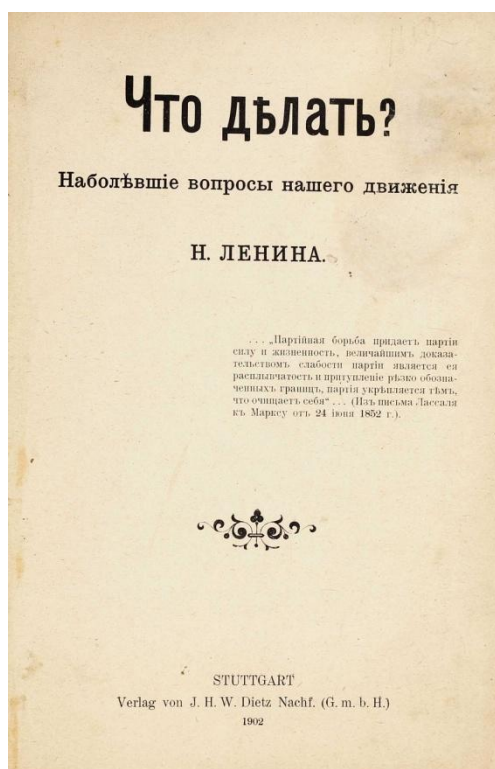 Что дѣлать?
Наболѣвшіе вопросы нашего движенія
Н. ЛЕНИНА.
. . . „Партійная борьба придаетъ партіи
силу и жизненность, величайшимъ доказа-
тельствомъ слабости партіи является ея
расплывчатость и притупленіе рѣзко обозна-
ченныхъ границъ, партія укрѣпляется тѣмъ,
что очищаетъ себя“ . . . (Изъ письма Лассаля
къ Марксу отъ 24 іюня 1852 г.).
STUTTGART
Verlag von J. H. W. Dietz Nachf. (G. m. b. H.)
1902